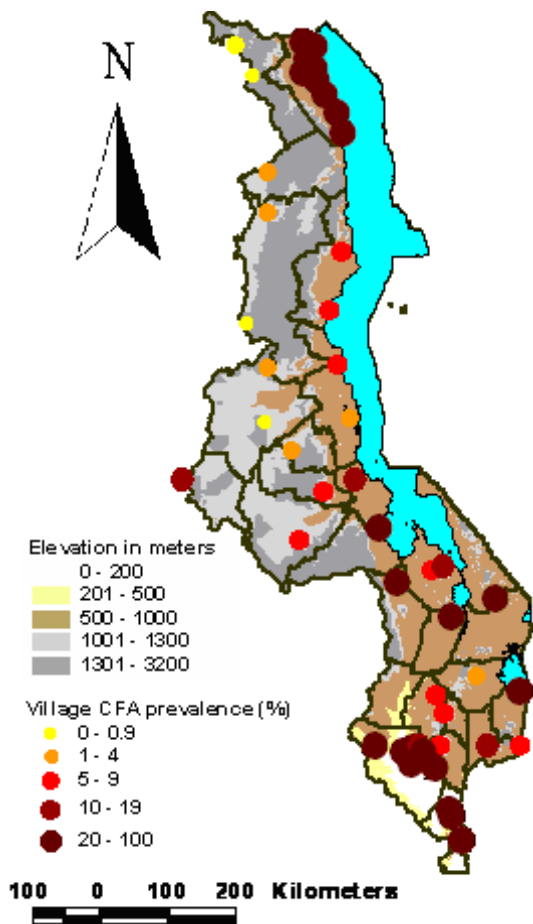 N
Elevation in meters
0 - 200
201 - 500
500 - 1000
1001 - 1300
1301 - 3200
Village CFA prevalence (%)
0 - 0.9
1 - 4
5 - 9
10 - 19
20 - 100
100 0 100 200 Kilometers